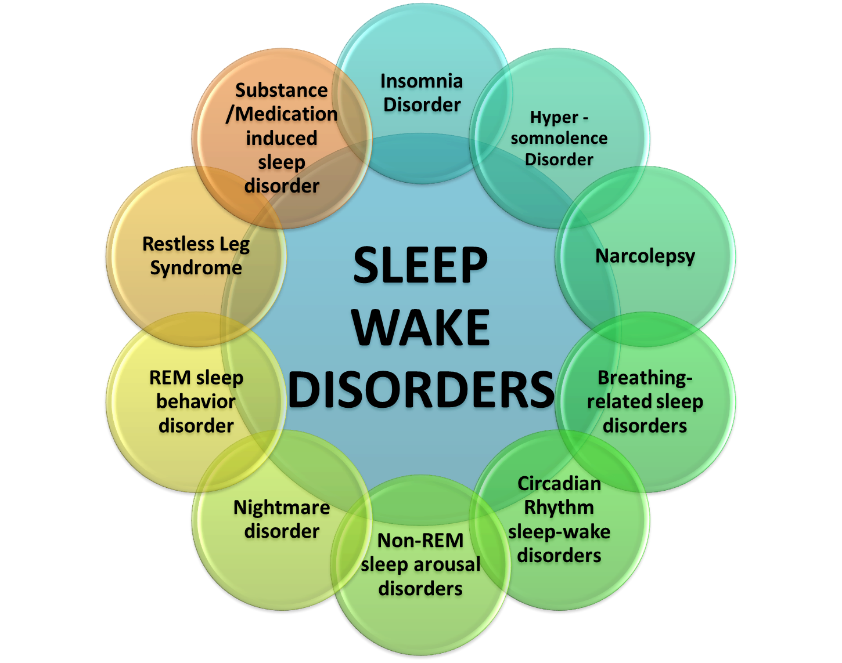 SLEEP
WAKE
DISORDERS
Insomnia
Disorder
Hyper -
somnolence
Disorder
Narcolepsy
Breathing-
related sleep
disorders
Circadian
Rhythm
sleep-wake
disorders
Non-REM
sleep arousal
disorders
Nightmare
disorder
REM sleep
behavior
disorder
Restless Leg
Syndrome
Substance
/Medication
induced
sleep
disorder